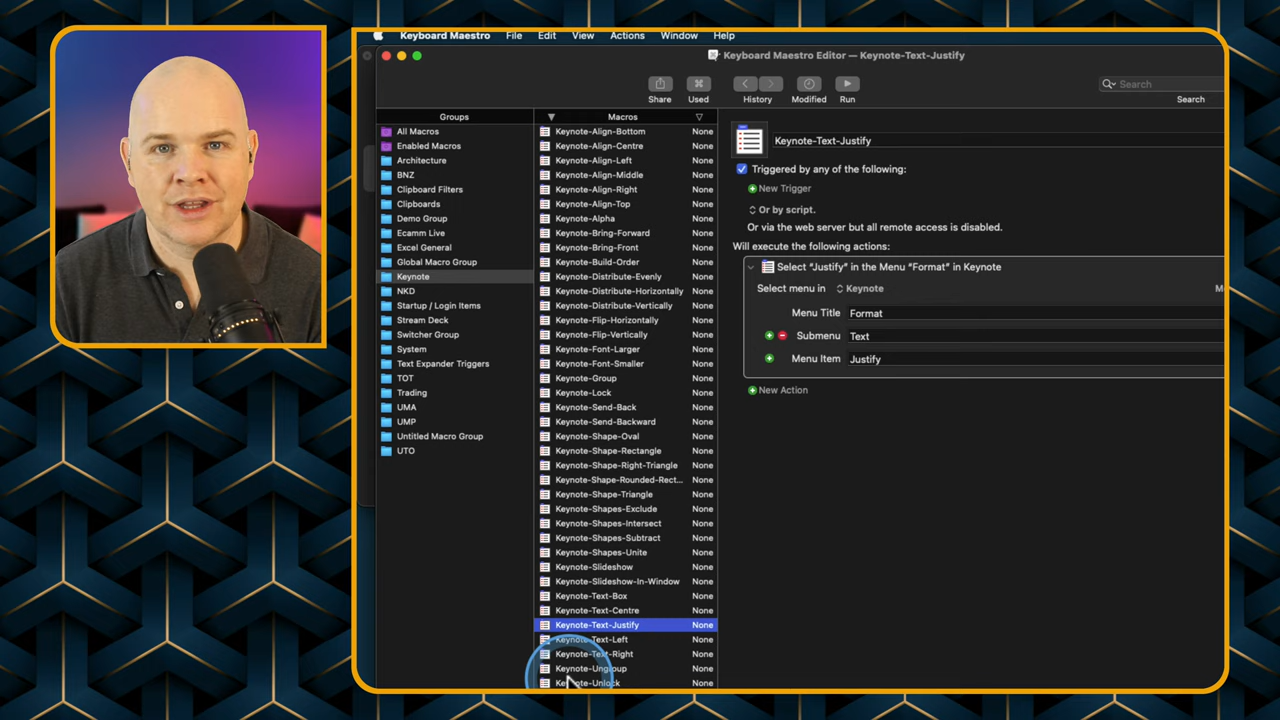 Keyboard Maestro File Edit View Actions Window Help
Keyboard Maestro Editor — Keynote-Text-Justify
Share Used History Modified Run
Search
Search
Groups
All Macros
Enabled Macros
Architecture
BNZ
Clipboard Filters
Clipboards
Demo Group
Ecamm Live
Excel General
Global Macro Group
Keynote
NKD
Startup / Login Items
Stream Deck
Switcher Group
System
Text Expander Triggers
TOT
Trading
UMA
UMP
Untitled Macro Group
UTO
Macros
Keynote-Align-Bottom None
Keynote-Align-Centre None
Keynote-Align-Left None
Keynote-Align-Middle None
Keynote-Align-Right None
Keynote-Align-Top None
Keynote-Alpha None
Keynote-Bring-Forward None
Keynote-Bring-Front None
Keynote-Build-Order None
Keynote-Distribute-Evenly None
Keynote-Distribute-Horizontally None
Keynote-Distribute-Vertically None
Keynote-Flip-Horizontally None
Keynote-Flip-Vertically None
Keynote-Font-Larger None
Keynote-Font-Smaller None
Keynote-Group None
Keynote-Lock None
Keynote-Send-Back None
Keynote-Send-Backward None
Keynote-Shape-Oval None
Keynote-Shape-Rectangle None
Keynote-Shape-Right-Triangle None
Keynote-Shape-Rounded-Rect... None
Keynote-Shape-Triangle None
Keynote-Shapes-Exclude None
Keynote-Shapes-Intersect None
Keynote-Shapes-Subtract None
Keynote-Shapes-Unite None
Keynote-Slideshow None
Keynote-Slideshow-In-Window None
Keynote-Text-Box None
Keynote-Text-Centre None
Keynote-Text-Justify None
Keynote-Text-Left None
Keynote-Text-Right None
Keynote-Ungroup None
Keynote-Unlock None
Keynote-Text-Justify
Triggered by any of the following:
New Trigger
Or by script.
Or via the web server but all remote access is disabled.
Will execute the following actions:
Select “Justify” in the Menu “Format” in Keynote
Select menu in Keynote
Menu Title Format
Submenu Text
Menu Item Justify
New Action